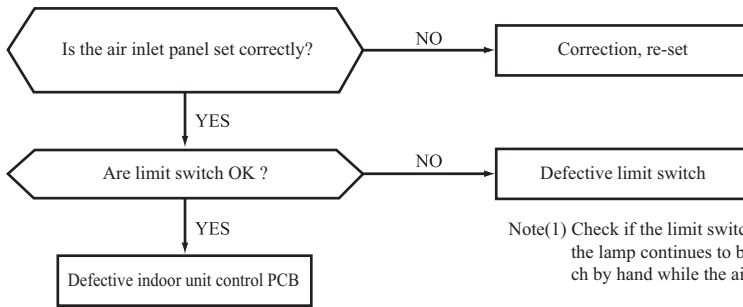 Is the air inlet panel set correctly?
NO
Correction, re-set
YES
Are limit switch OK ?
NO
Defective limit switch
YES
Note(1) Check if the limit
the lamp continues to
ch by hand while the
Defective indoor unit control PCB